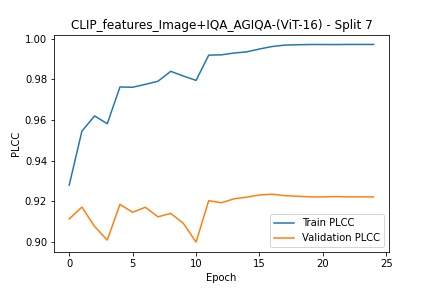 CLIP_features_Image+IQA_AGIQA-(ViT-16) - Split 7
1.00
0.98
0.96
0.94
0.92
0.90
PLCC
Train PLCC
Validation PLCC
0 5 10 15 20 25
Epoch